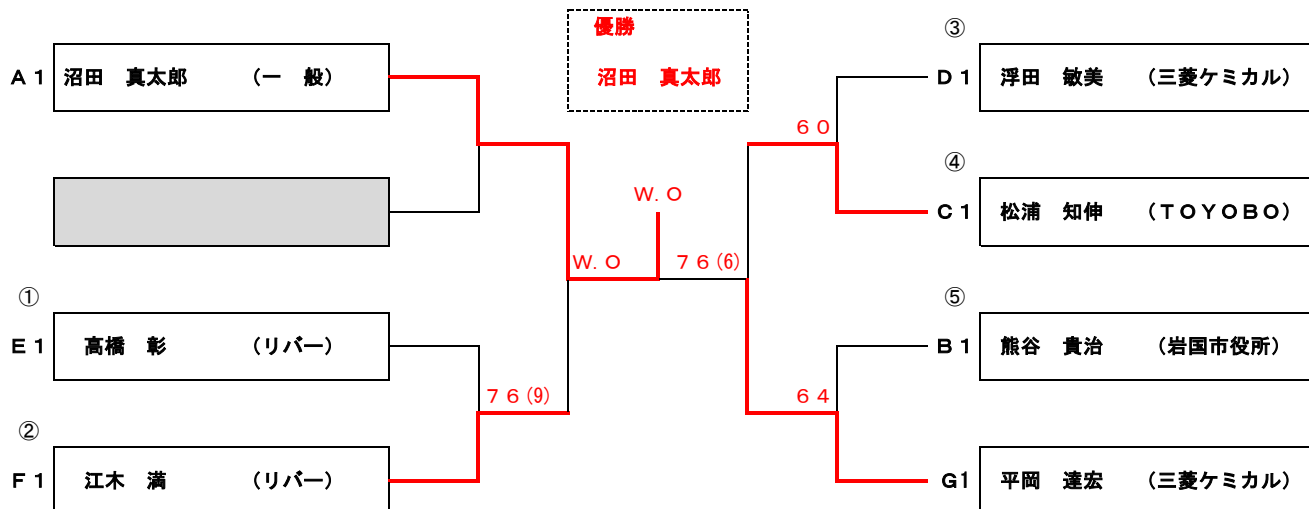 優勝
沼田 真太郎
A1 沼田 真太郎 (一 般)
W.O
W.O
① E1 高橋 彰 (リバー)
76(9)
② F1 江木 満 (リバー)
③ D1 浮田 敏美 (三菱ケミカル)
60
④ C1 松浦 知伸 (TOYOBO)
76(6)
⑤ B1 熊谷 貴治 (岩国市役所)
64
G1 平岡 達宏 (三菱ケミカル)